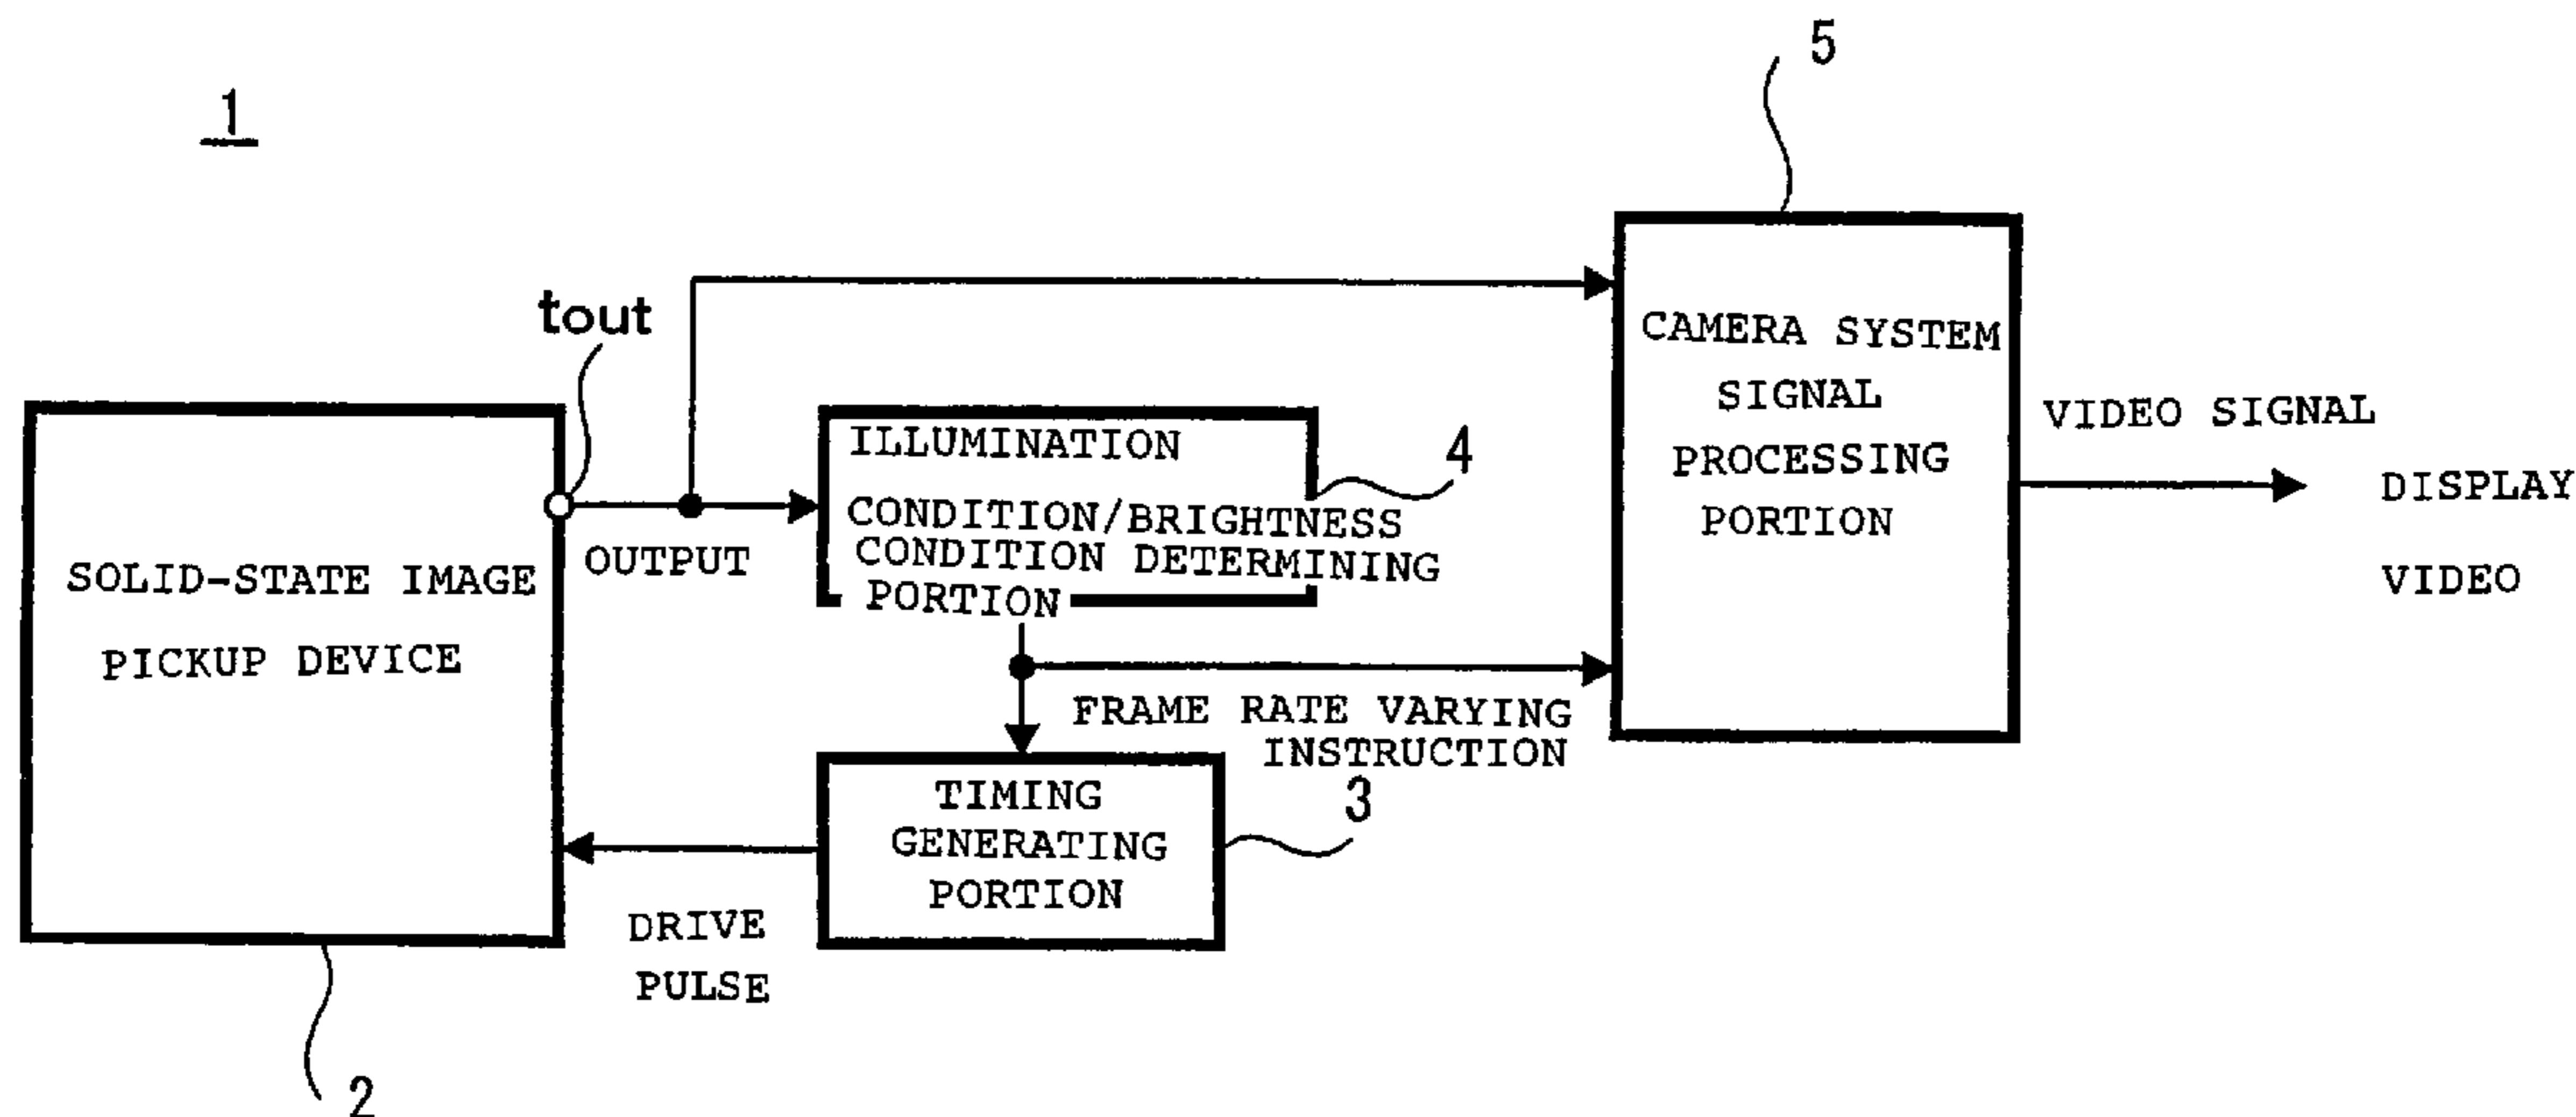 5
1
tout
CAMERA SYSTEM
SIGNAL
PROCESSING
PORTION
VIDEO SIGNAL
DISPLAY
VIDEO
ILLUMINATION
CONDITION/BRIGHTNESS
CONDITION DETERMINING
PORTION
4
OUTPUT
SOLID-STATE IMAGE
PICKUP DEVICE
FRAME RATE VARYING
INSTRUCTION
TIMING
GENERATING
PORTION
3
DRIVE
PULSE
2